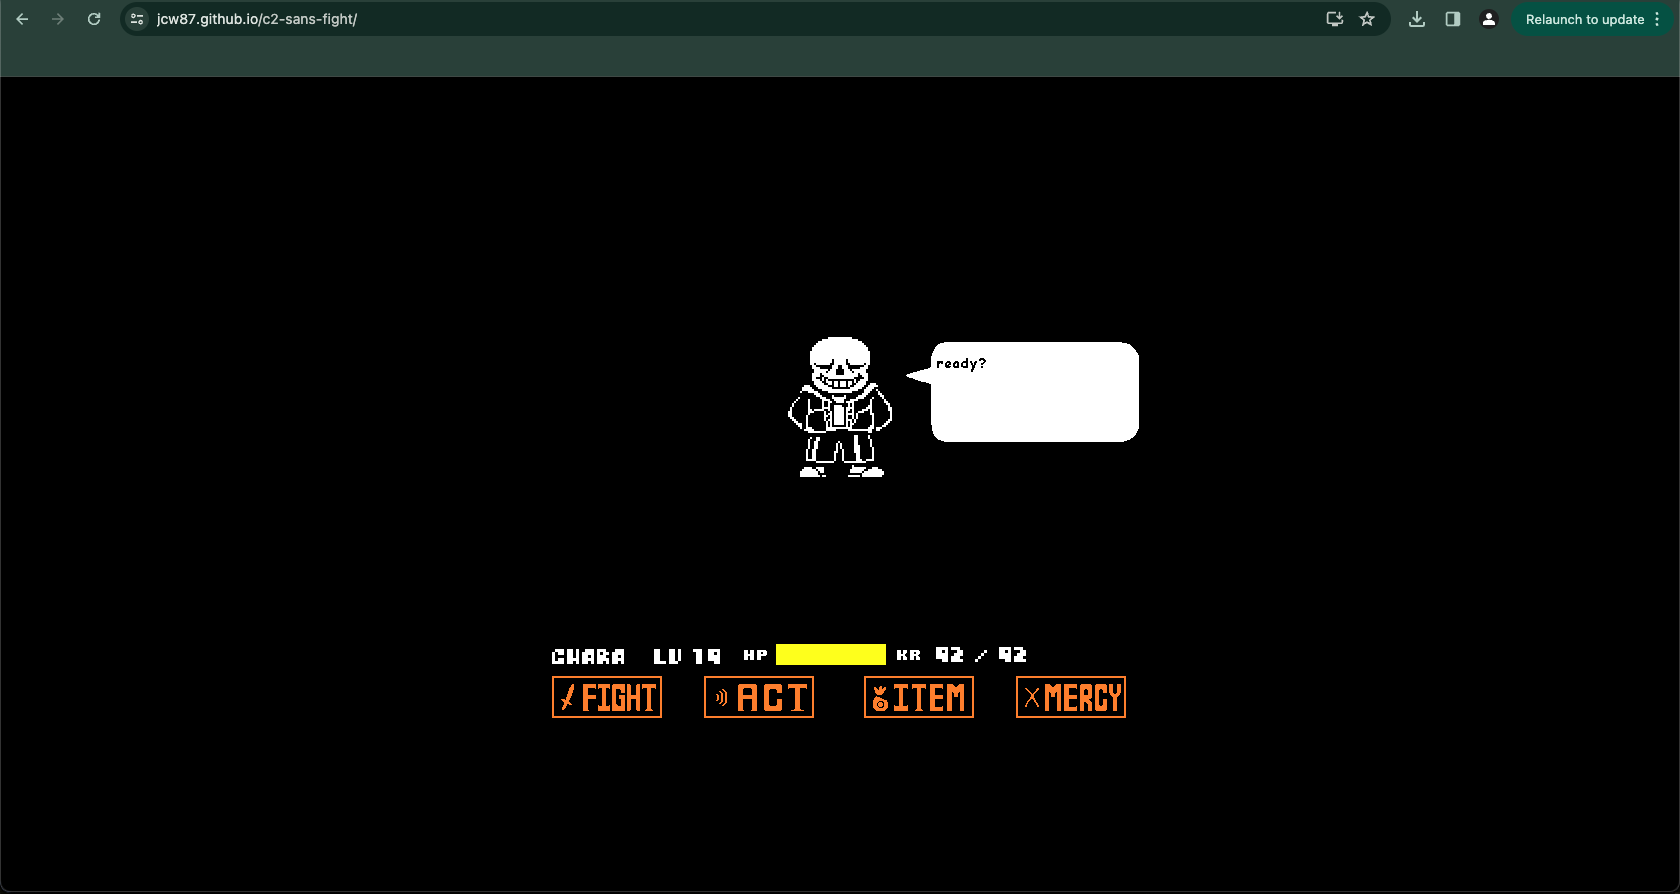 jcw87.github.io/c2-sans-fight/
Relaunch to update
ready?
CHARA LV 19 HP KR 92 / 92
FIGHT ACT ITEM MERCY